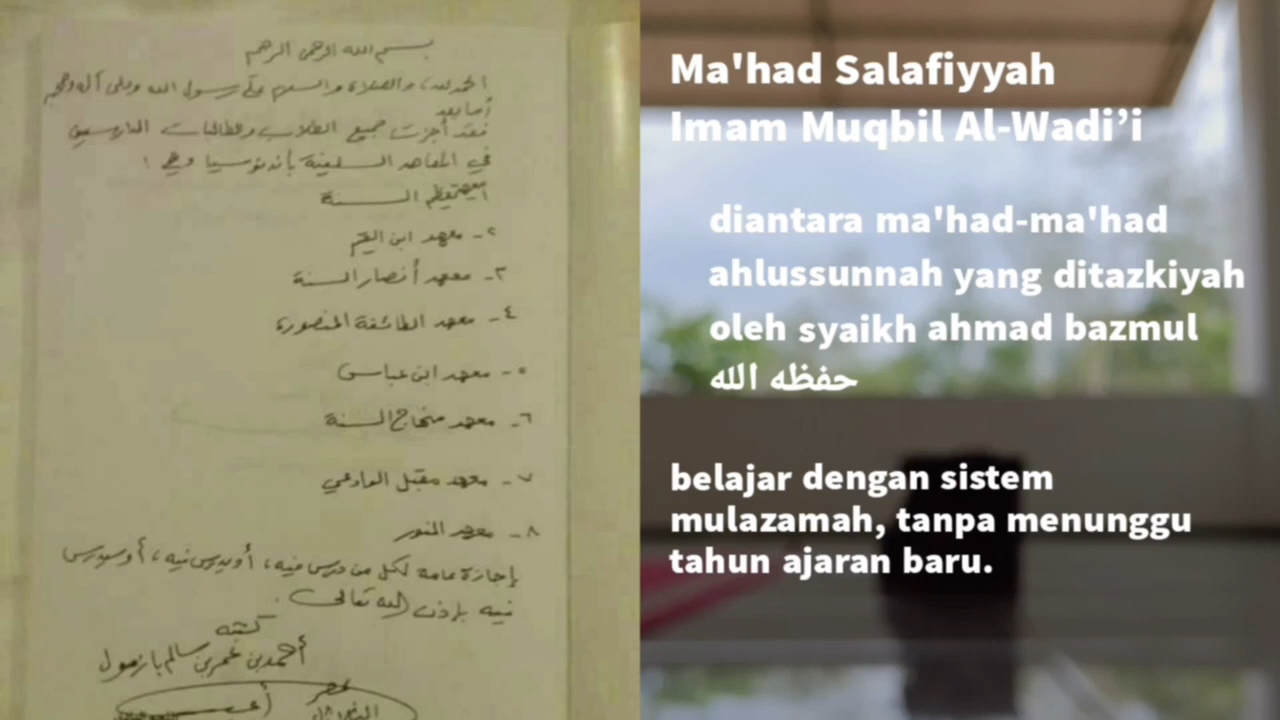 بسم الله الرحمن الرحيم
الحمد لله، والصلاة والسلام على رسول الله وعلى آله وصحبه
أما بعد
فقد أجزت جميع الطلاب والطالبات الدارسين
في المعاهد السلفية بأندنوسيا وهي :
السنة
٢- معهد ابن القيم
٣- معهد أنصار السنة
٤- معهد الطائفة المنصورة
٥- معهد ابن عباس
٦- معهد منهاج السنة
٧- معهد مقبل الوادعي
٨- معهد المنور
إجازة عامة لكل من درس فيه، أو يدرس فيه، أو سيدرس
فيه بإذن الله تعالى.
كتبه
أحمد بن عمر بن سالم بازمول
عصر
Ma'had Salafiyyah
Imam Muqbil Al-Wadi’i
diantara ma'had-ma'had
ahlussunnah yang ditazkiyah
oleh syaikh ahmad bazmul
حفظه الله
belajar dengan sistem
mulazamah, tanpa menunggu
tahun ajaran baru.